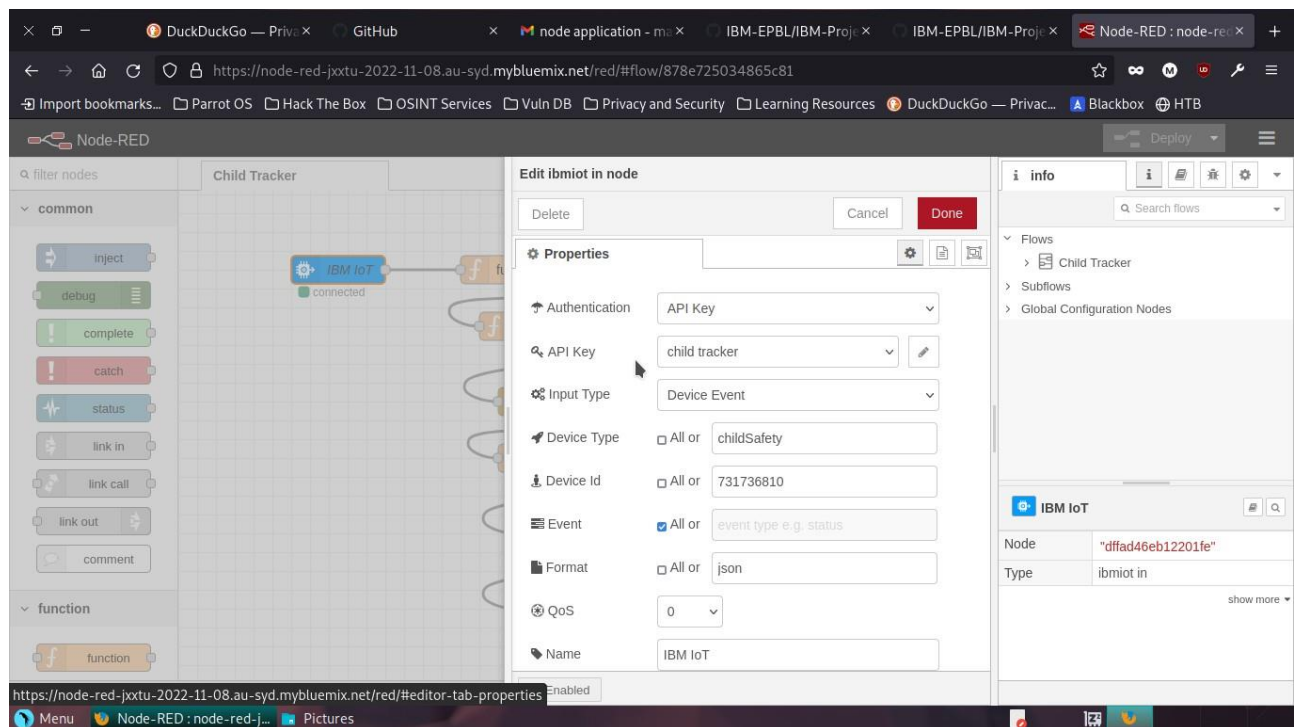 DuckDuckGo — Priva
GitHub
node application - ma
IBM-EPBL/IBM-Proje
IBM-EPBL/IBM-Proje
Node-RED : node-red
https://node-red-jxxtu-2022-11-08.au-syd.mybluemix.net/red/#flow/878e725034865c81
Import bookmarks... Parrot OS Hack The Box OSINT Services Vuln DB Privacy and Security Learning Resources DuckDuckGo — Privac... Blackbox HTB
Node-RED
Deploy
filter nodes
common
inject
debug
complete
catch
status
link in
link call
link out
comment
function
function
Child Tracker
IBM IoT
connected
Edit ibmiot in node
Delete
Cancel
Done
Properties
Authentication API Key
API Key child tracker
Input Type Device Event
Device Type All or childSafety
Device Id All or 731736810
Event All or event type e.g. status
Format All or json
QoS 0
Name IBM IoT
Enabled
info
Search flows
Flows
Child Tracker
Subflows
Global Configuration Nodes
IBM IoT
Node "dffad46eb12201fe"
Type ibmiot in
show more
https://node-red-jxxtu-2022-11-08.au-syd.mybluemix.net/red/#editor-tab-properties
Menu Node-RED : node-red-j... Pictures